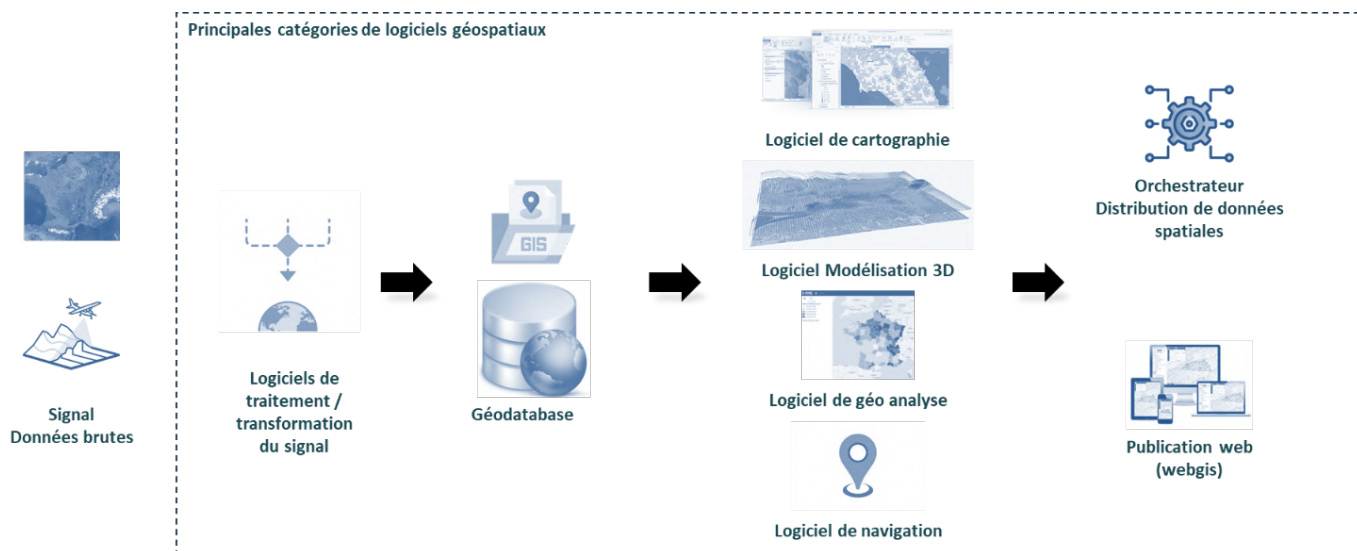 Principales catégories de logiciels géospatiaux
Signal
Données brutes
Logiciels de
traitement /
transformation
du signal
GIS
Géodatabase
Logiciel de cartographie
Logiciel Modélisation 3D
Logiciel de géo analyse
Logiciel de navigation
Orchestrateur
Distribution de données
spatiales
Publication web
(webgis)